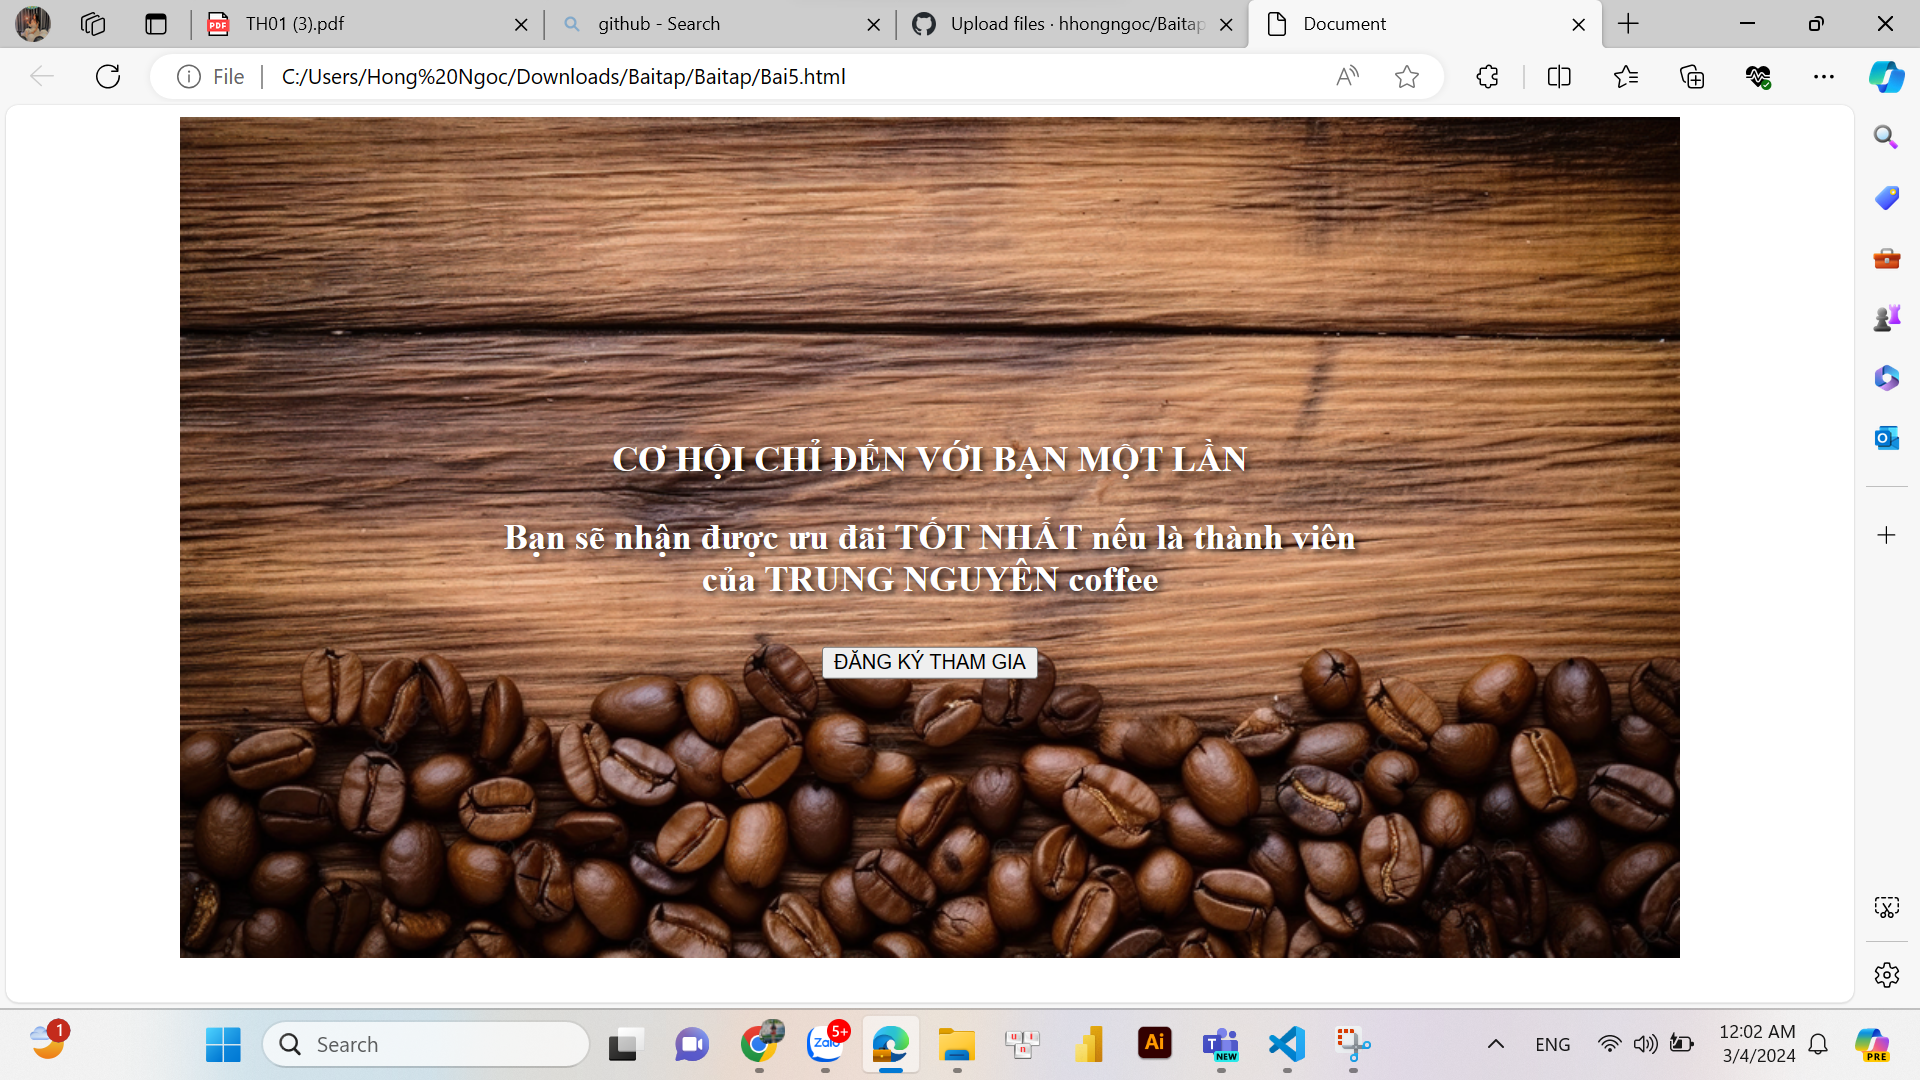 TH01 (3).pdf
github - Search
Upload files · hhongngoc/Baitap
Document
File
C:/Users/Hong%20Ngoc/Downloads/Baitap/Baitap/Bai5.html
CƠ HỘI CHỈ ĐẾN VỚI BẠN MỘT LẦN
Bạn sẽ nhận được ưu đãi TỐT NHẤT nếu là thành viên
của TRUNG NGUYÊN coffee
ĐĂNG KÝ THAM GIA
1
Search
Zalo
5+
Ai
NEW
ENG
12:02 AM
3/4/2024
PRE